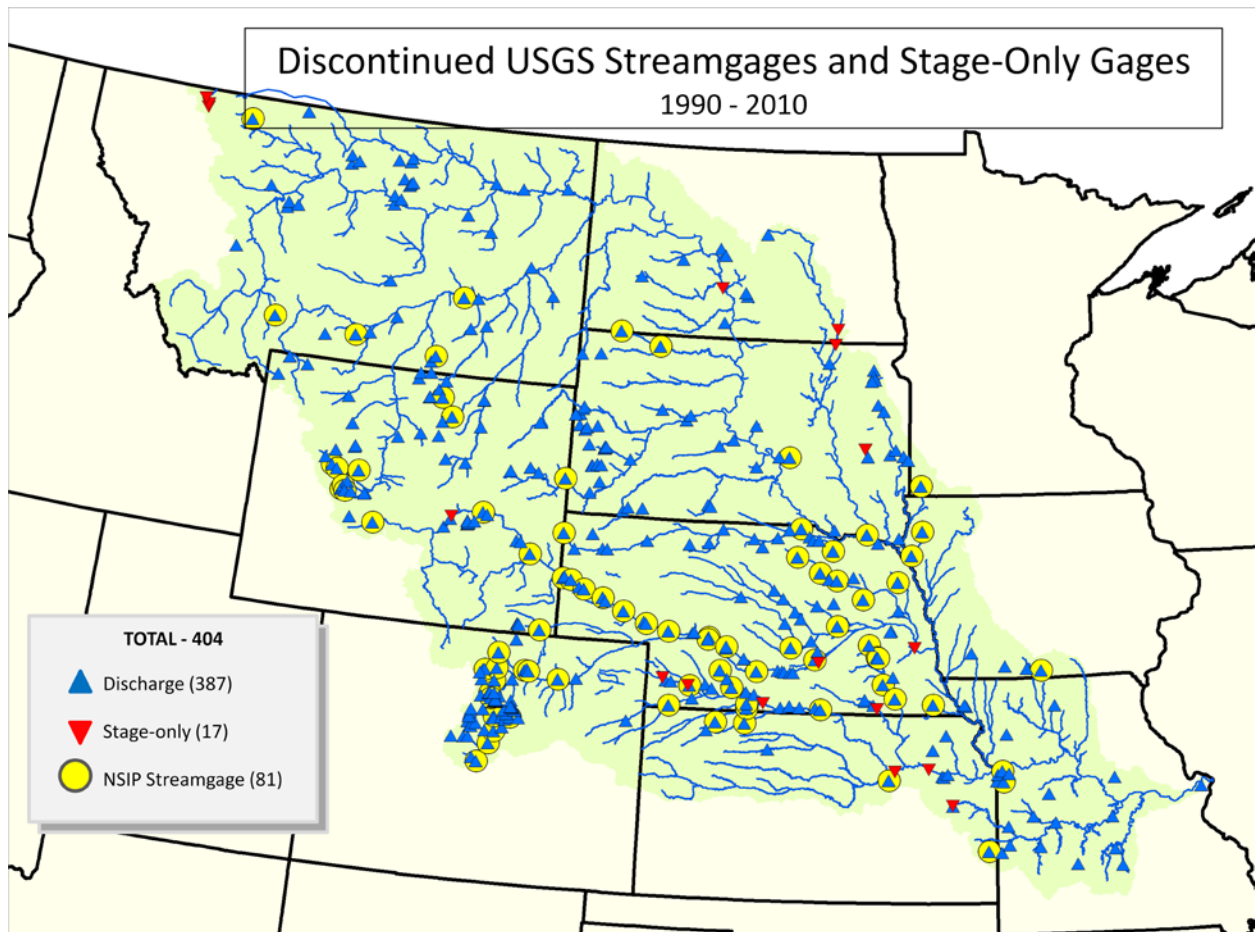 Discontinued USGS Streamgages and Stage-Only Gages
1990 - 2010
TOTAL - 404
Discharge (387)
Stage-only (17)
NSIP Streamgage (81)